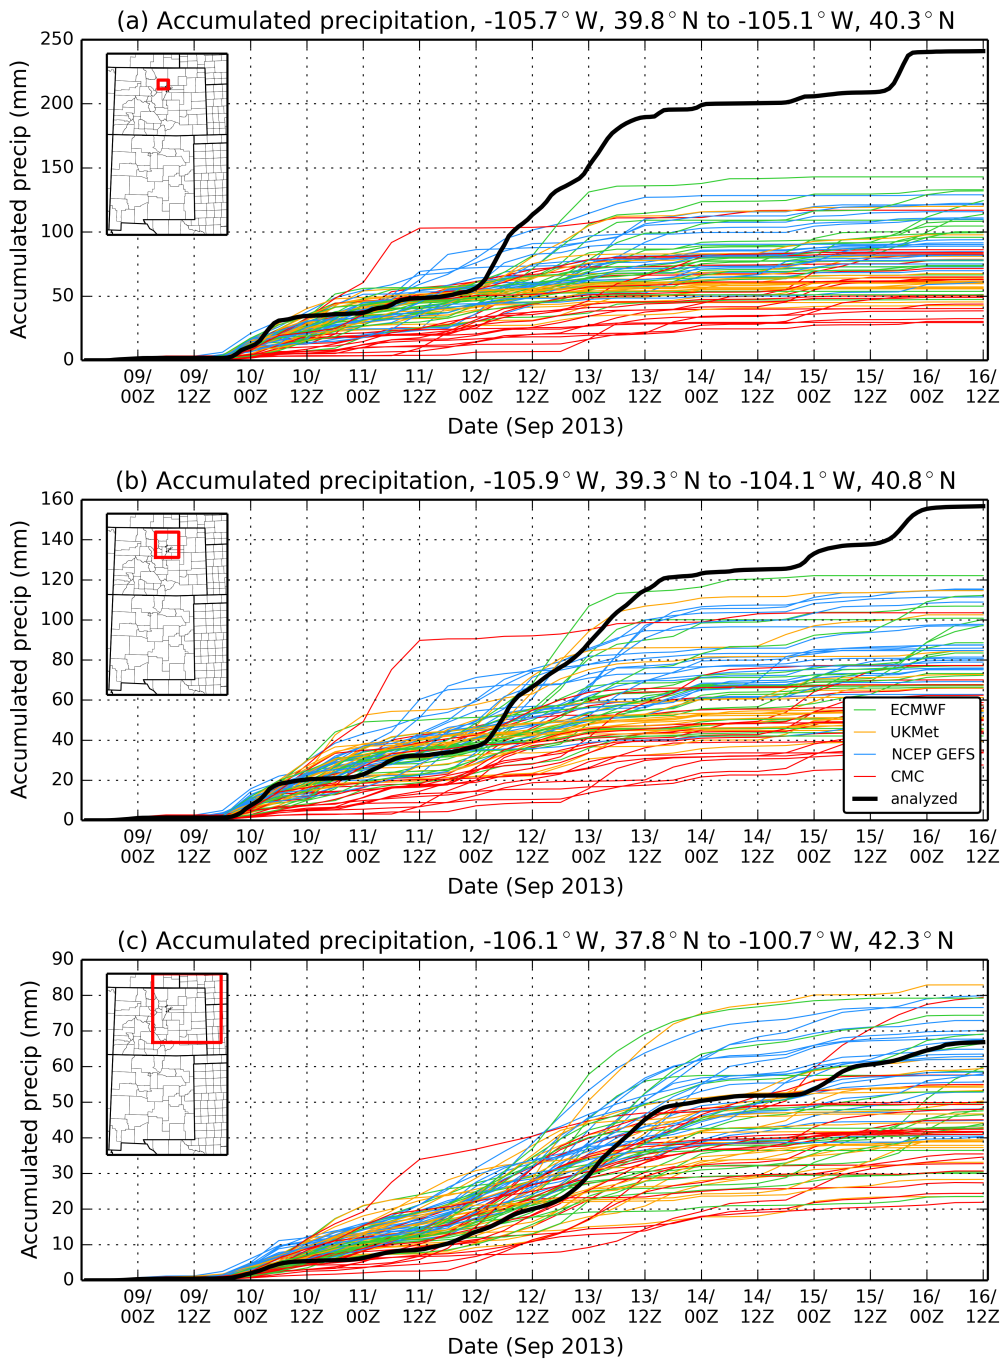 (a) Accumulated precipitation, -105.7°W, 39.8°N to -105.1°W, 40.3°N
Accumulated precip (mm)
250
200
150
100
50
0
09/ 09/ 10/ 10/ 11/ 11/ 12/ 12/ 13/ 13/ 14/ 14/ 15/ 15/ 16/ 16/
00Z 12Z 00Z 12Z 00Z 12Z 00Z 12Z 00Z 12Z 00Z 12Z 00Z 12Z 00Z 12Z
Date (Sep 2013)
(b) Accumulated precipitation, -105.9°W, 39.3°N to -104.1°W, 40.8°N
Accumulated precip (mm)
160
140
120
100
80
60
40
20
0
ECMWF
UKMet
NCEP GEFS
CMC
analyzed
09/ 09/ 10/ 10/ 11/ 11/ 12/ 12/ 13/ 13/ 14/ 14/ 15/ 15/ 16/ 16/
00Z 12Z 00Z 12Z 00Z 12Z 00Z 12Z 00Z 12Z 00Z 12Z 00Z 12Z 00Z 12Z
Date (Sep 2013)
(c) Accumulated precipitation, -106.1°W, 37.8°N to -100.7°W, 42.3°N
Accumulated precip (mm)
90
80
70
60
50
40
30
20
10
0
09/ 09/ 10/ 10/ 11/ 11/ 12/ 12/ 13/ 13/ 14/ 14/ 15/ 15/ 16/ 16/
00Z 12Z 00Z 12Z 00Z 12Z 00Z 12Z 00Z 12Z 00Z 12Z 00Z 12Z 00Z 12Z
Date (Sep 2013)